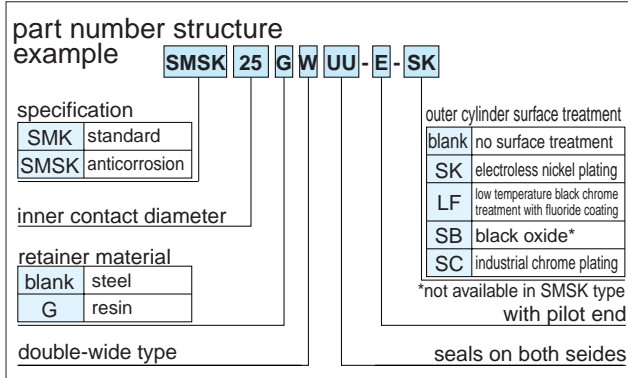 part number structure
example
SMSK 25 G W UU - E - SK
specification
SMK standard
SMSK anticorrosion
inner contact diameter
retainer material
blank steel
G resin
double-wide type
outer cylinder surface treatment
blank no surface treatment
SK electroless nickel plating
LF low temperature black chrome
treatment with fluoride coating
SB black oxide*
SC industrial chrome plating
*not available in SMSK type
with pilot end
seals on both seides